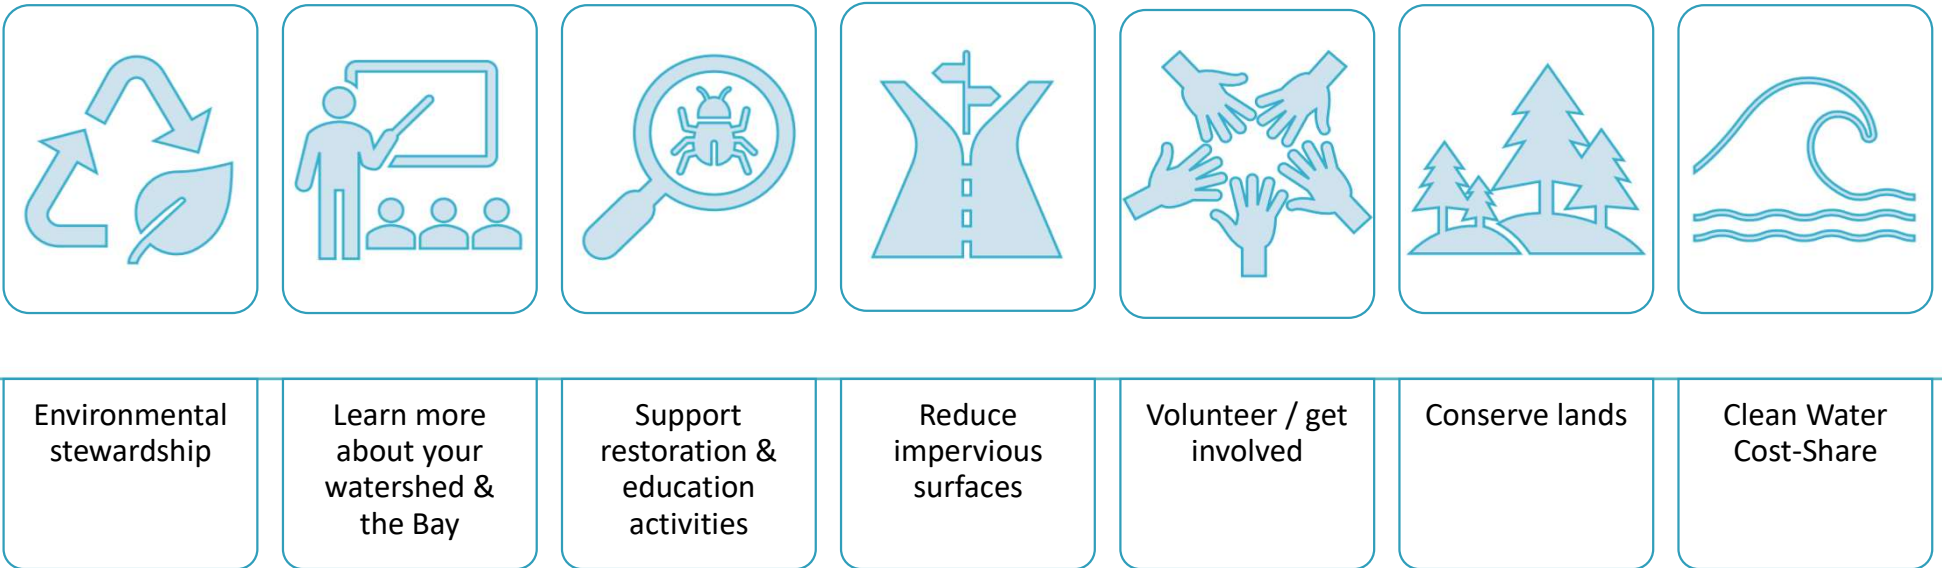 Environmental
stewardship
Learn more
about your
watershed &
the Bay
Support
restoration &
education
activities
Reduce
impervious
surfaces
Volunteer / get
involved
Conserve lands
Clean Water
Cost-Share